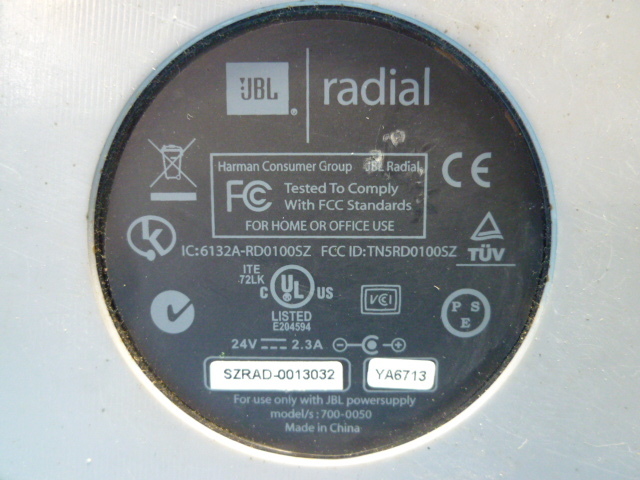 JBL® radial
Harman Consumer Group JBL Radial
FC Tested To Comply
With FCC Standards
FOR HOME OR OFFICE USE
CE
IC:6132A-RD0100SZ FCC ID:TN5RD0100SZ
TÜV
ITE
72LK
C UL US
LISTED
E204594
VCI
P S
E
24V 2.3A
SZRAD-0013032 YA6713
For use only with JBL powersupply
model/s : 700-0050
Made in China